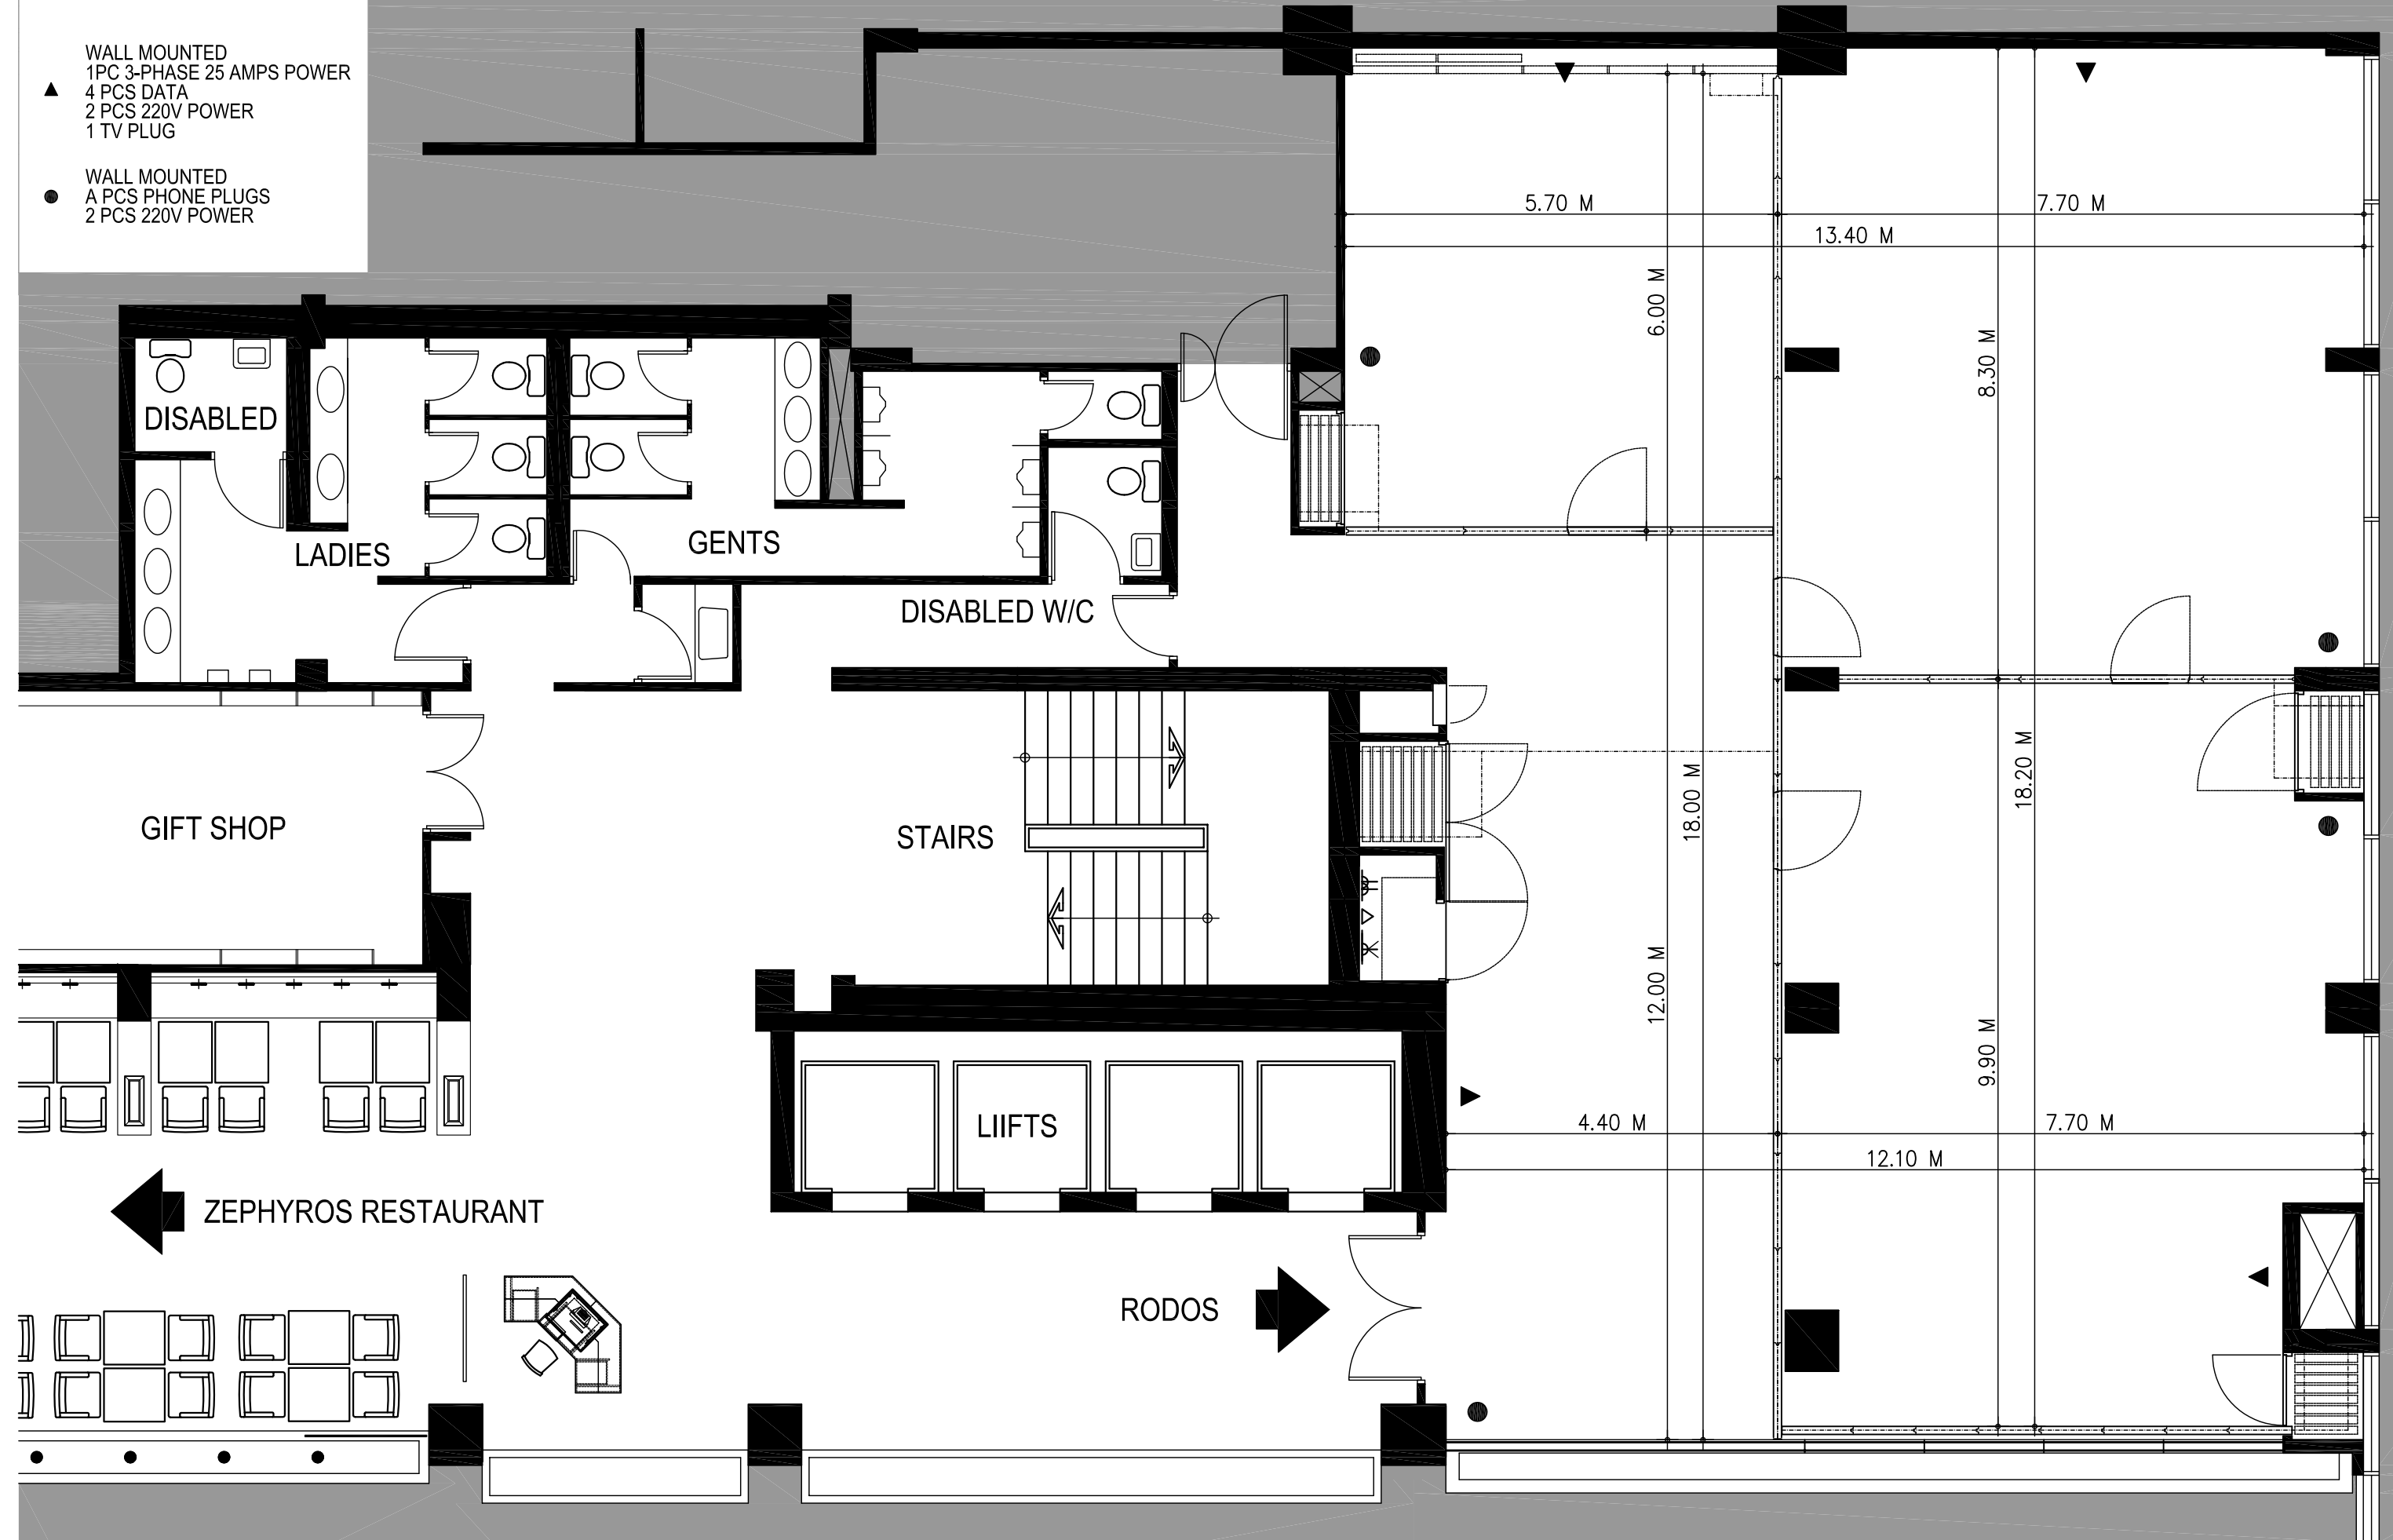 WALL MOUNTED
1PC 3-PHASE 25 AMPS POWER
4 PCS DATA
2 PCS 220V POWER
1 TV PLUG
WALL MOUNTED
A PCS PHONE PLUGS
2 PCS 220V POWER
5.70 M
7.70 M
13.40 M
6.00 M
8.30 M
DISABLED
LADIES
GENTS
DISABLED W/C
GIFT SHOP
STAIRS
18.00 M
18.20 M
12.00 M
9.90 M
LIIFTS
4.40 M
7.70 M
12.10 M
ZEPHYROS RESTAURANT
RODOS